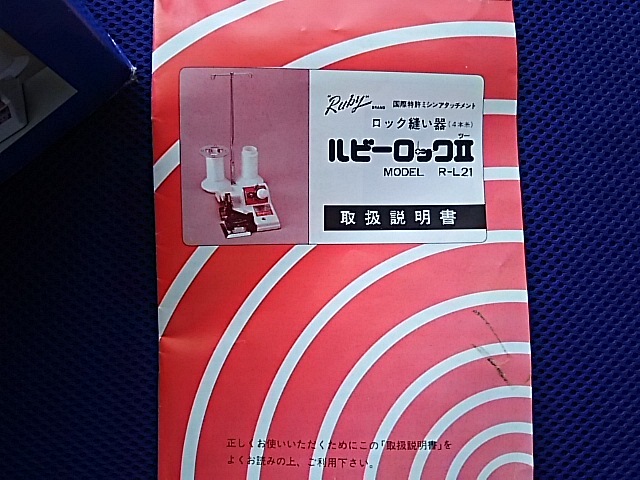 "Ruby" BRAND 国際特許ミシンアタッチメント
ロック縫い器(4本糸)
ルビーロックⅡ
ツー
MODEL R-L21
取扱説明書
正しくお使いいただくためにこの「取扱説明書」を
よくお読みの上、ご利用下さい。